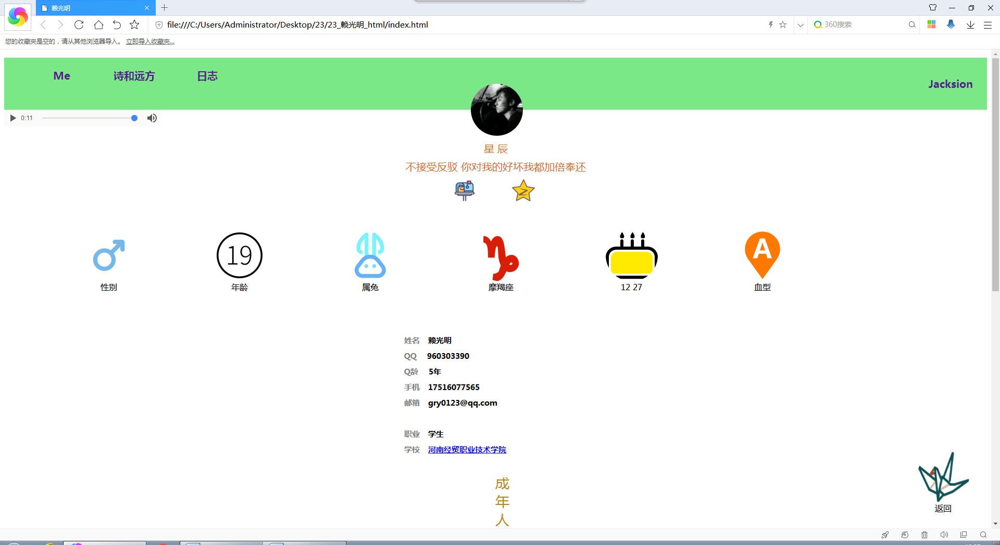 赖光明
file:///C:/Users/Administrator/Desktop/23/23_赖光明_html/index.html
360搜索
您的收藏夹是空的，请从其他浏览器导入。 立即导入收藏夹...
Me 诗和远方 日志
Jacksion
0:11
星 辰
不接受反驳 你对我的好坏我都加倍奉还
19 A
性别 年龄 属兔 摩羯座 12 27 血型
姓名 赖光明
QQ 960303390
Q龄 5年
手机 17516077565
邮箱 gry0123@qq.com
职业 学生
学校 河南经贸职业技术学院
成
年
人
返回